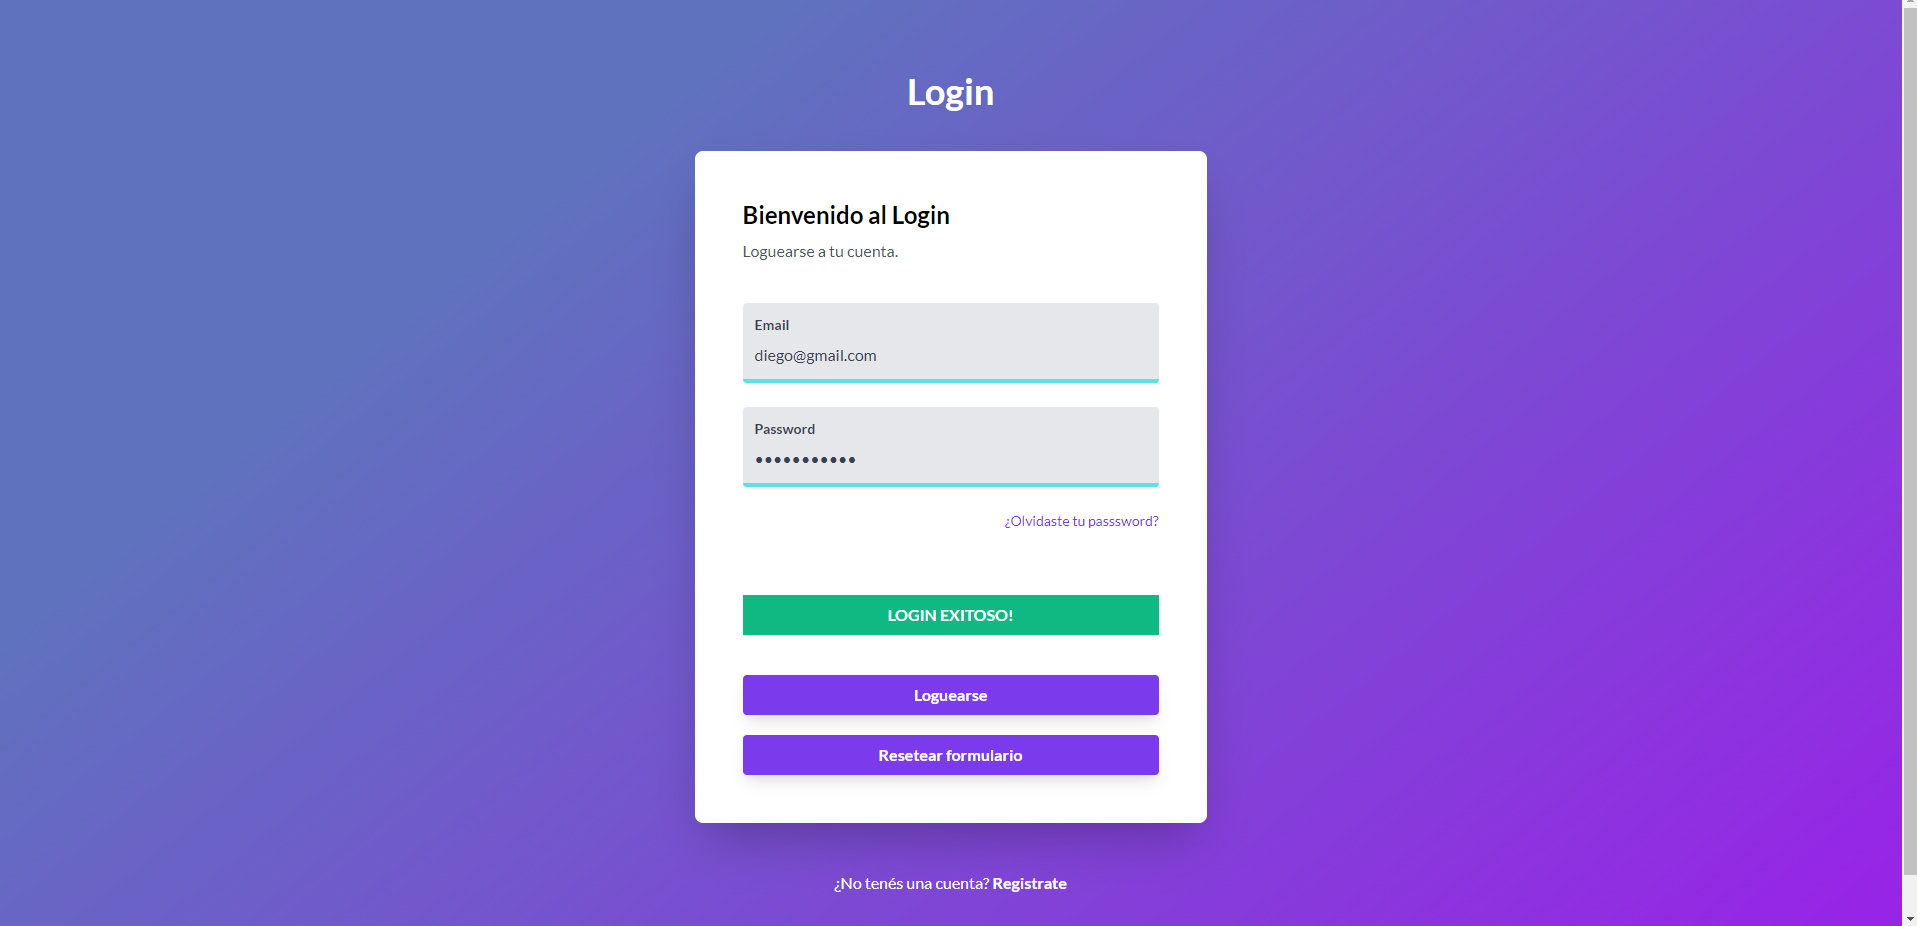 Login
Bienvenido al Login
Loguearse a tu cuenta.
Email
diego@gmail.com
Password
•••••••••••
¿Olvidaste tu passsword?
LOGIN EXITOSO!
Loguearse
Resetear formulario
¿No tenés una cuenta? Registrate